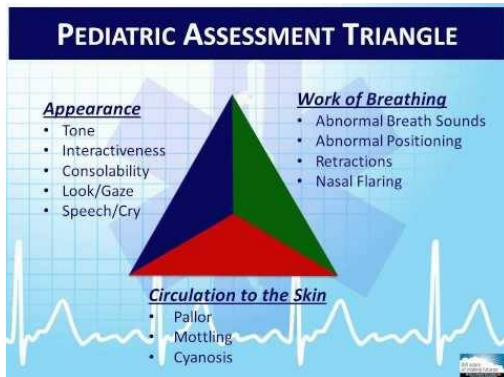 PEDIATRIC ASSESSMENT TRIANGLE
Appearance
• Tone
• Interactiveness
• Consolability
• Look/Gaze
• Speech/Cry
Work of Breathing
• Abnormal Breath Sounds
• Abnormal Positioning
• Retractions
• Nasal Flaring
Circulation to the Skin
• Pallor
• Mottling
• Cyanosis